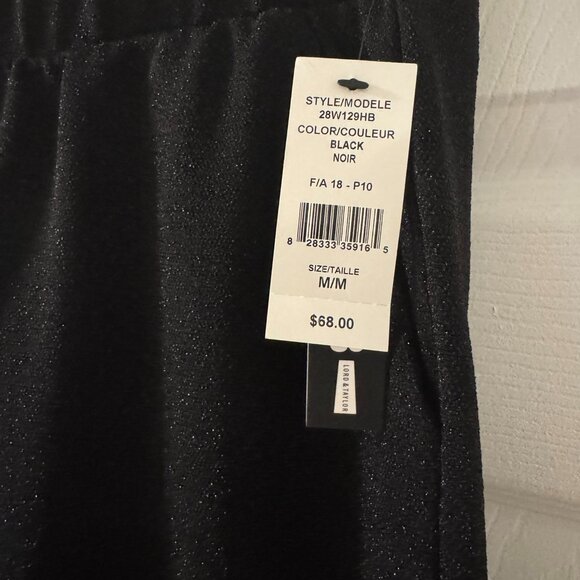 STYLE/MODELE
28W129HB
COLOR/COULEUR
BLACK
NOIR
F/A 18 - P10
8 28333 35916 5
SIZE/TAILLE
M/M
$68.00
LORD & TAYLOR